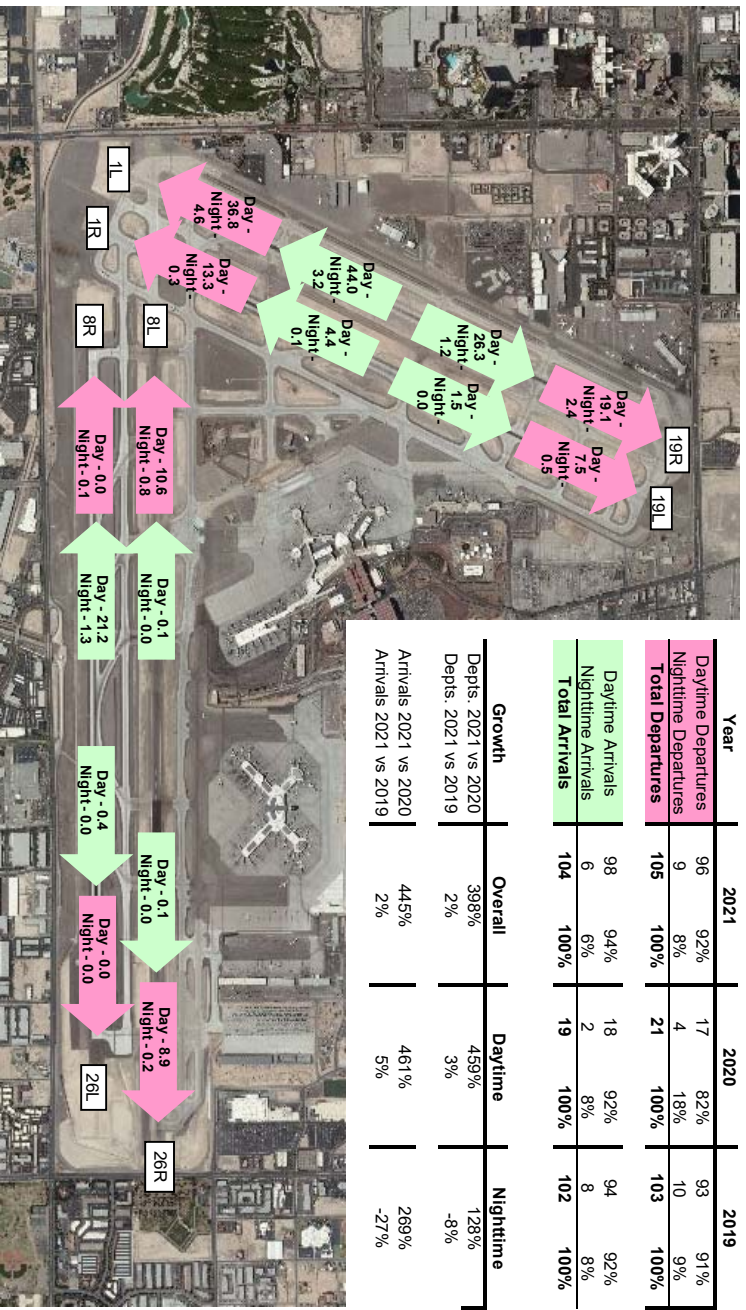 Year 2021 2020 2019
Daytime Departures 96 92% 17 82% 93 91%
Nighttime Departures 9 8% 4 18% 10 9%
Total Departures 105 100% 21 100% 103 100%
Daytime Arrivals 98 94% 18 92% 94 92%
Nighttime Arrivals 6 6% 2 8% 8 8%
Total Arrivals 104 100% 19 100% 102 100%
Growth Overall Daytime Nighttime
Depts. 2021 vs 2020 398% 459% 128%
Depts. 2021 vs 2019 2% 3% -8%
Arrivals 2021 vs 2020 445% 461% 269%
Arrivals 2021 vs 2019 2% 5% -27%
19R
19L
Day -
19.1
Night -
2.4
Day -
7.5
Night -
0.5
Day -
26.3
Night -
1.2
Day -
1.5
Night -
0.0
Day -
44.0
Night -
3.2
Day -
4.4
Night -
0.1
Day -
36.8
Night -
4.6
Day -
13.3
Night -
0.3
1L
1R
8L
Day - 10.6
Night - 0.8
Day - 0.1
Night - 0.0
Day - 0.1
Night - 0.0
Day - 8.9
Night - 0.2
26R
8R
Day - 0.0
Night - 0.1
Day - 21.2
Night - 1.3
Day - 0.4
Night - 0.0
Day - 0.0
Night - 0.0
26L